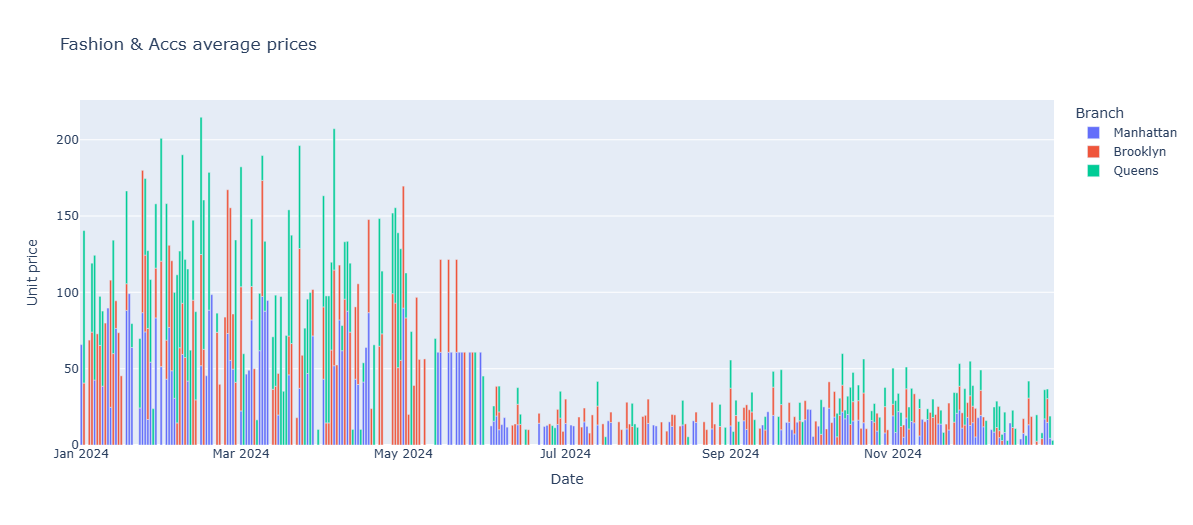 Fashion & Accs average prices
Branch
Manhattan
Brooklyn
Queens
Unit price
200
150
100
50
0
Jan 2024
Mar 2024
May 2024
Jul 2024
Sep 2024
Nov 2024
Date